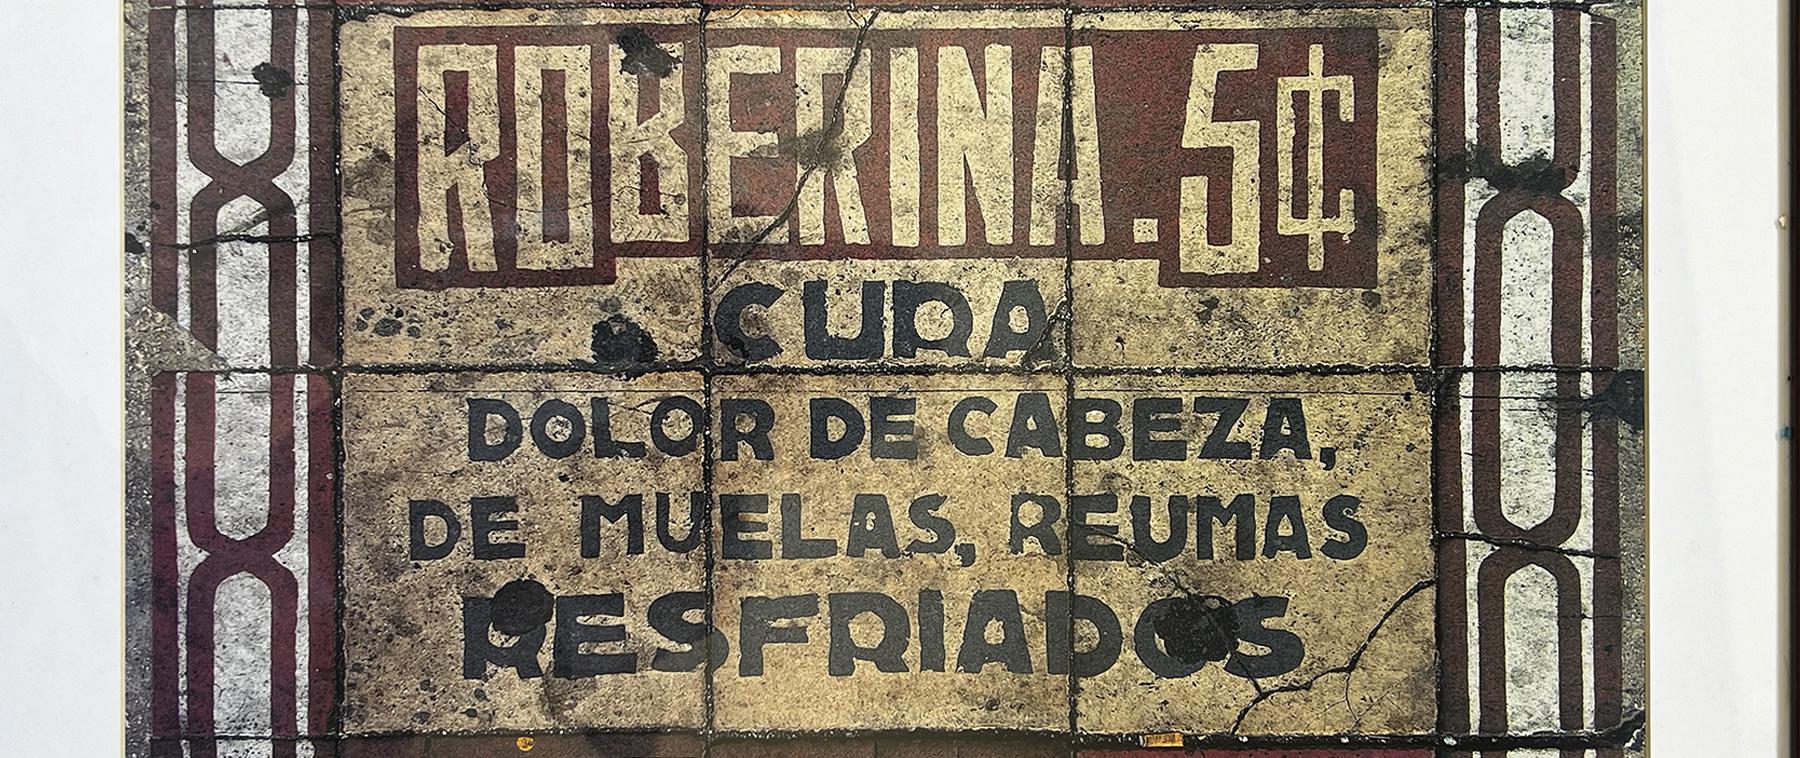 ROBERINA. 5¢
CURA
DOLOR DE CABEZA,
DE MUELAS, REUMAS
RESFRIADOS